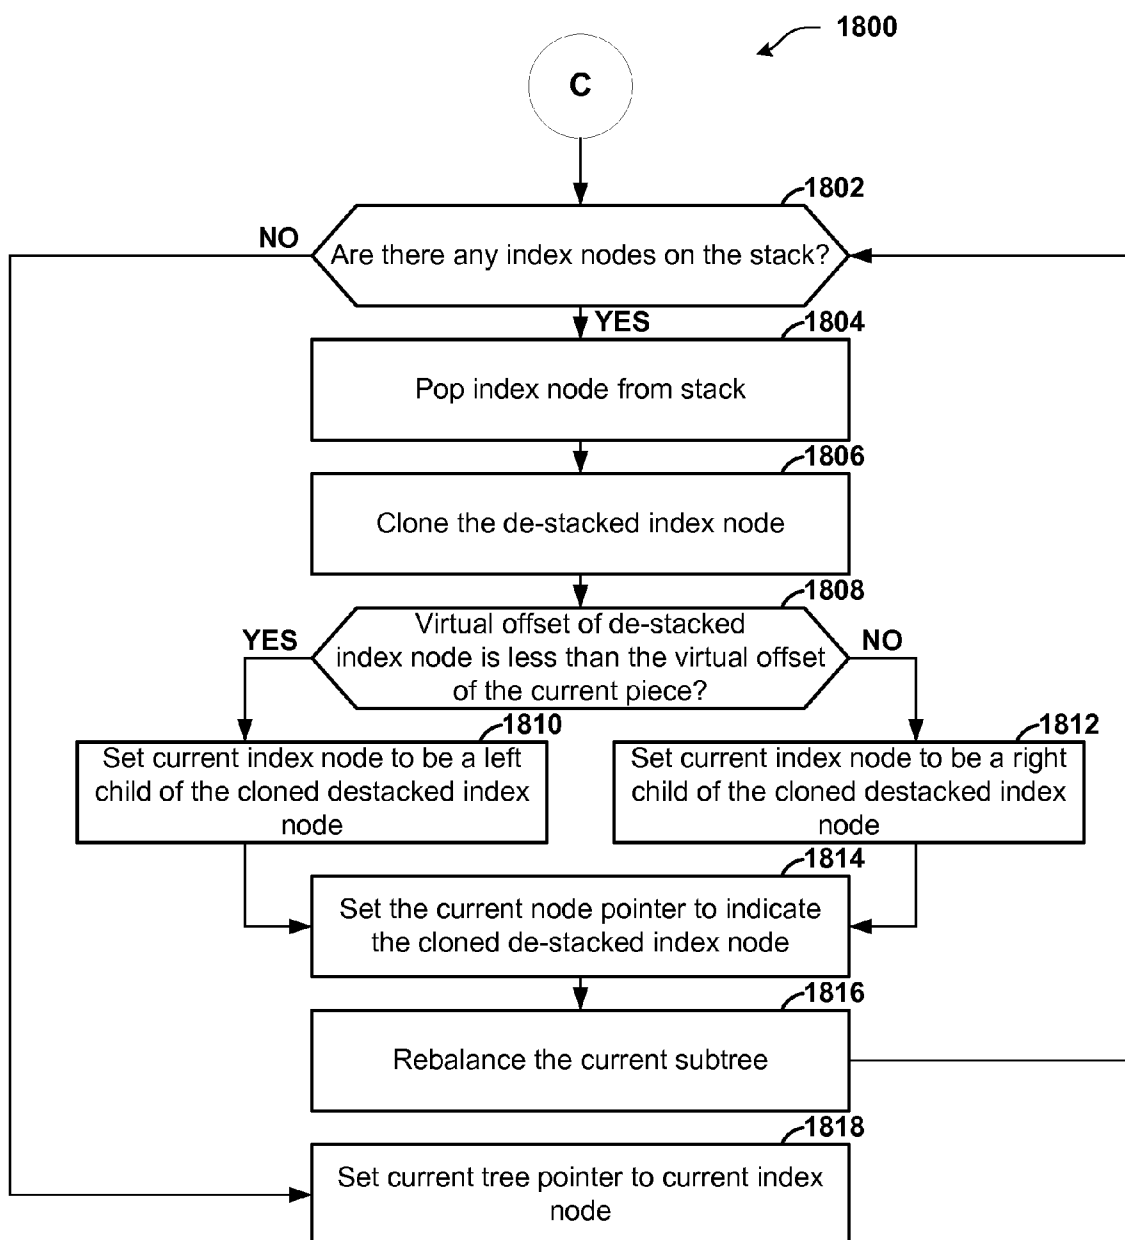 1800
C
1802
NO
Are there any index nodes on the stack?
YES
1804
Pop index node from stack
1806
Clone the de-stacked index node
1808
YES
Virtual offset of de-stacked
index node is less than the virtual offset
of the current piece?
NO
1810
Set current index node to be a left
child of the cloned destacked index
node
1812
Set current index node to be a right
child of the cloned destacked index
node
1814
Set the current node pointer to indicate
the cloned de-stacked index node
1816
Rebalance the current subtree
1818
Set current tree pointer to current index
node